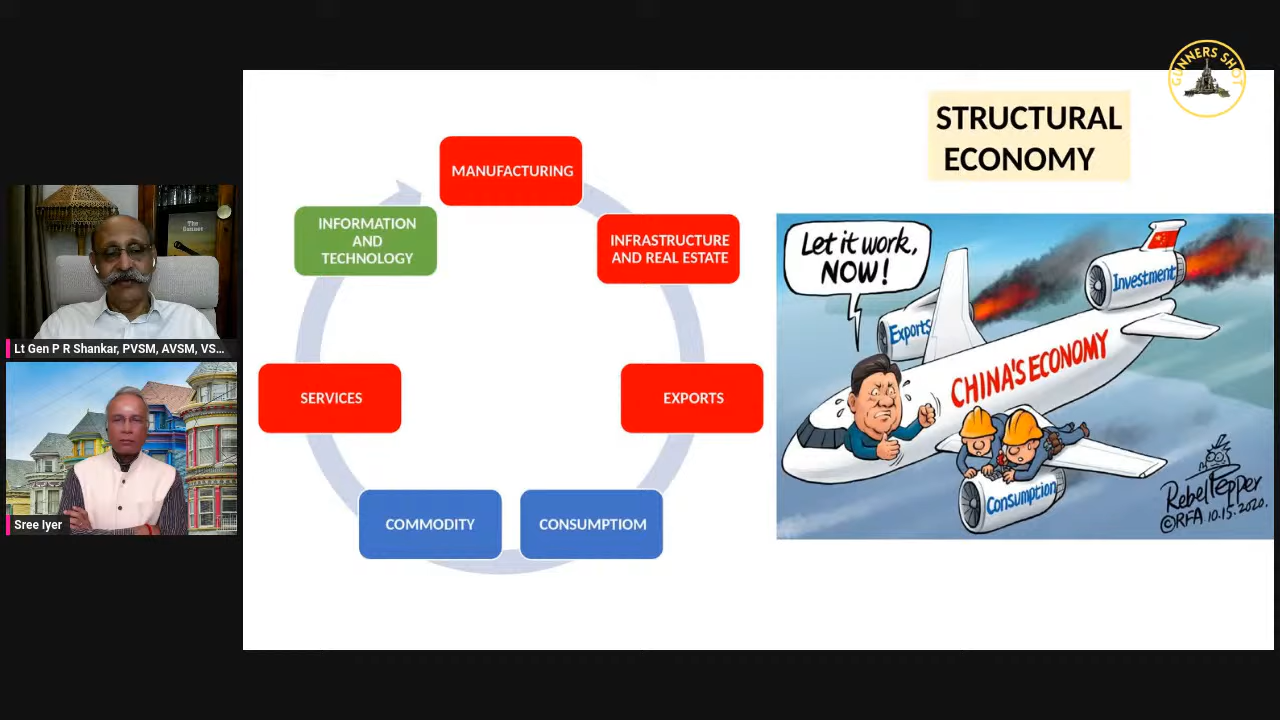 GUNNERS SHOT
STRUCTURAL
ECONOMY
MANUFACTURING
INFORMATION
AND
TECHNOLOGY
INFRASTRUCTURE
AND REAL ESTATE
SERVICES
EXPORTS
COMMODITY
CONSUMPTIOM
Let it work,
NOW!
Exports
Investment
CHINA'S ECONOMY
Consumption
RebelPepper
©RFA 10.15.2020.
The
Gunner
Lt Gen P R Shankar, PVSM, AVSM, VS...
Sree Iyer